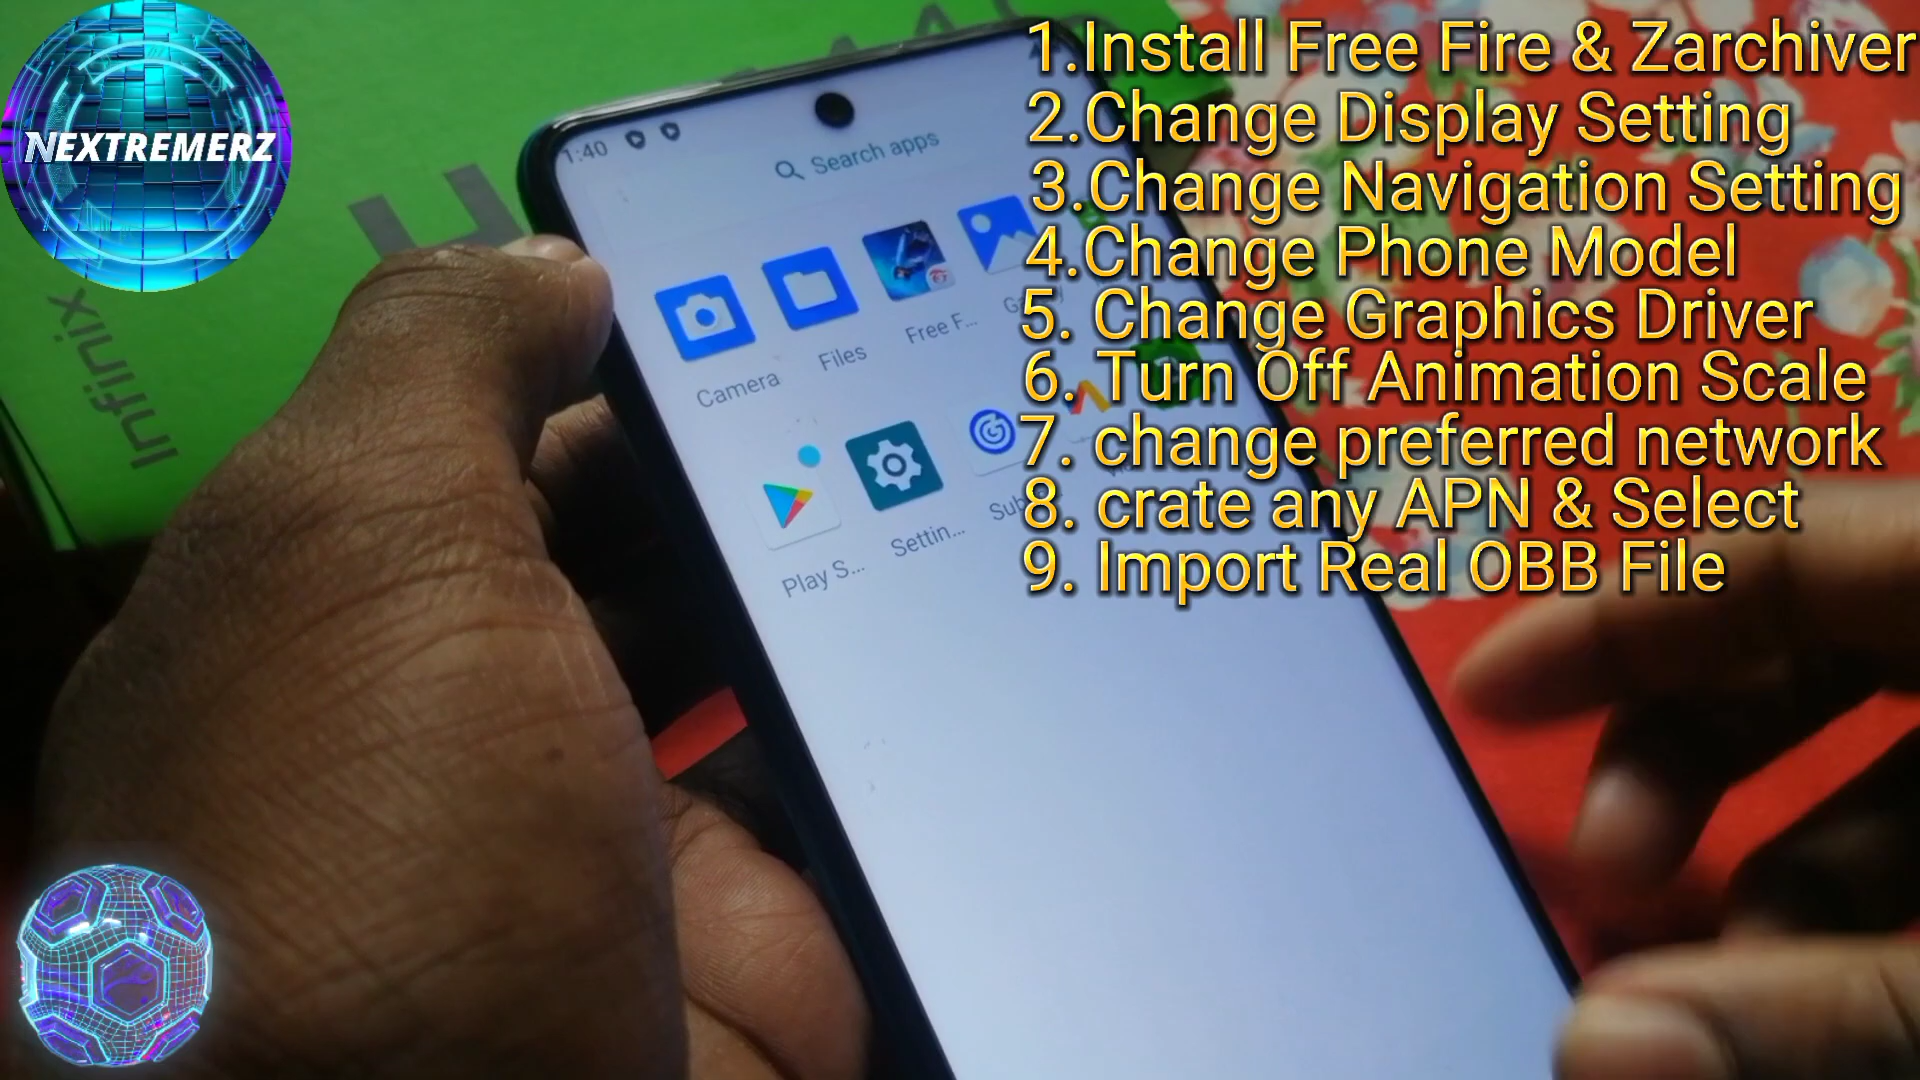 NEXTREMERZ
Infinix
1:40
Search apps
Camera
Files
Free F...
Play S...
Settin...
1.Install Free Fire & Zarchiver
2.Change Display Setting
3.Change Navigation Setting
4.Change Phone Model
5. Change Graphics Driver
6. Turn Off Animation Scale
7. change preferred network
8. crate any APN & Select
9. Import Real OBB File